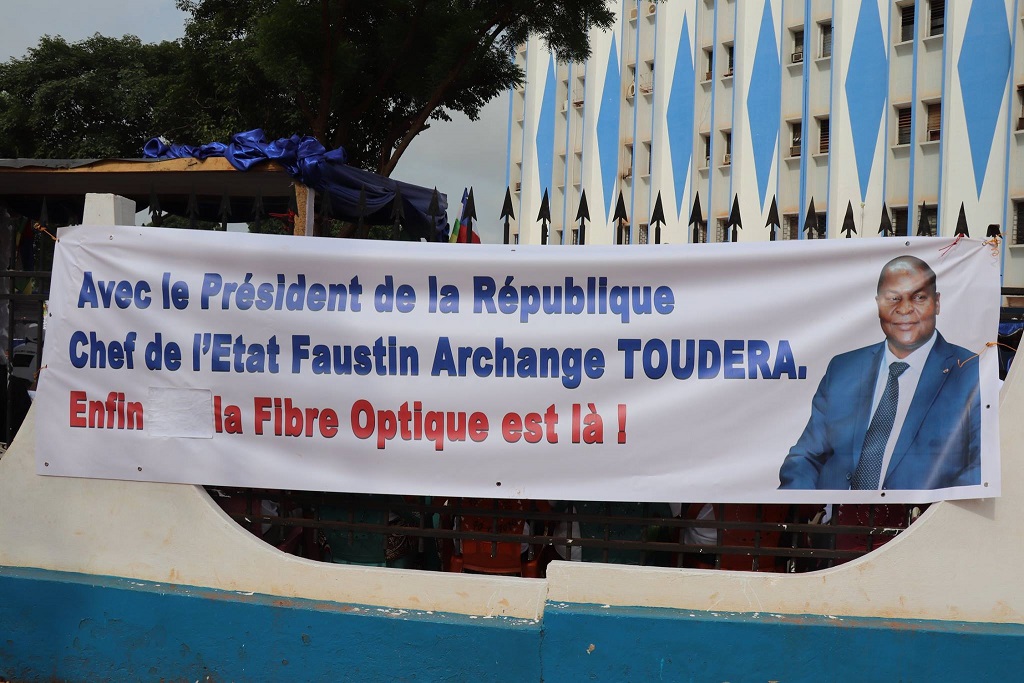 Avec le Président de la République
Chef de l'Etat Faustin Archange TOUDERA.
Enfin la Fibre Optique est là !